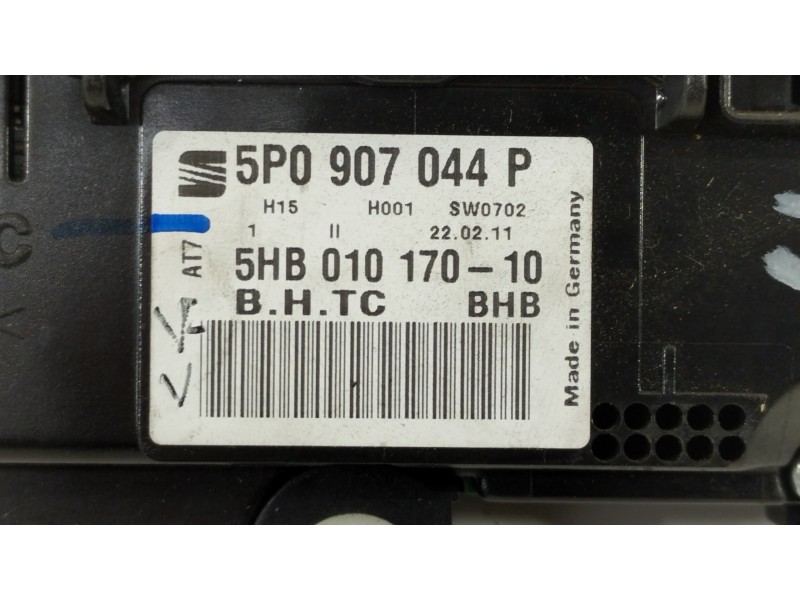 5P0 907 044 P
H15 H001 SW0702
1 II 22.02.11
AT7
5HB 010 170-10
B.H.TC BHB
Made in Germany
C